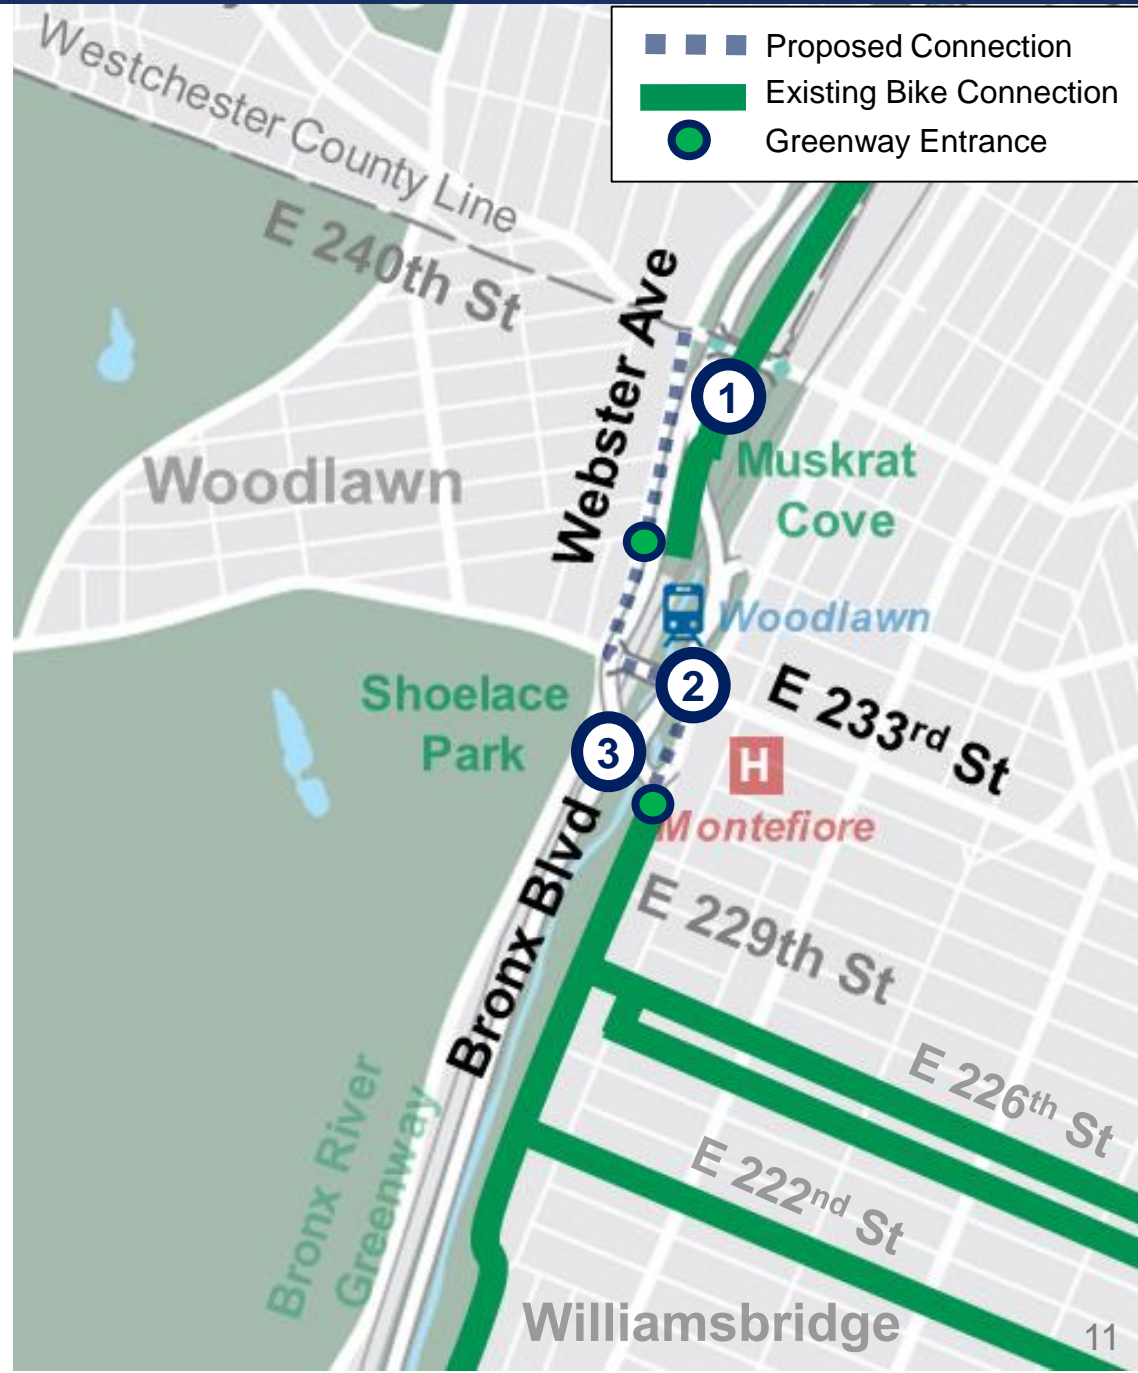 Proposed Connection
Existing Bike Connection
Greenway Entrance
Westchester County Line
E 240th St
Webster Ave
1
Woodlawn
Muskrat
Cove
Woodlawn
Shoelace
Park
2
E 233rd St
3
H
Montefiore
Bronx Blvd
E 229th St
E 226th St
Bronx River
Greenway
E 222nd St
Williamsbridge
11